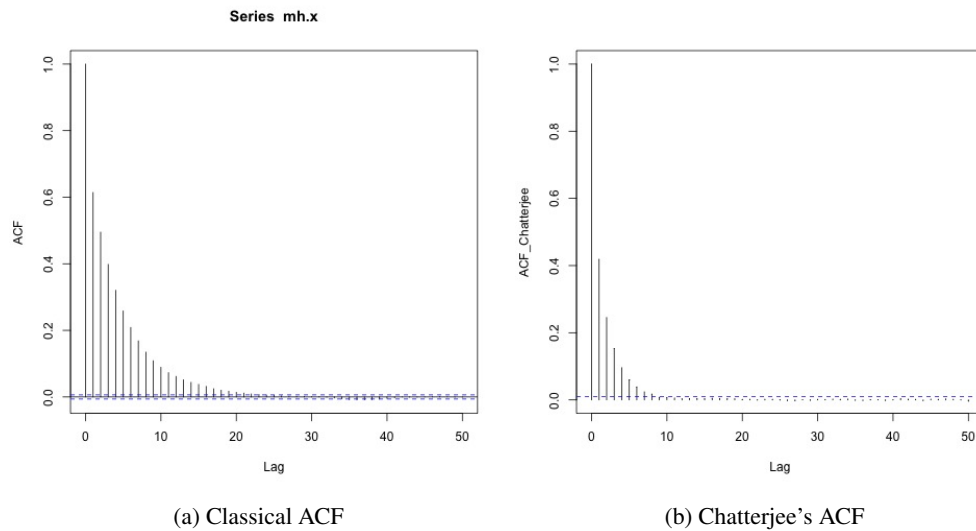 Series mh.x
ACF
1.0
0.8
0.6
0.4
0.2
0.0
0 10 20 30 40 50
Lag
(a) Classical ACF
ACF_Chatterjee
1.0
0.8
0.6
0.4
0.2
0.0
0 10 20 30 40 50
Lag
(b) Chatterjee's ACF